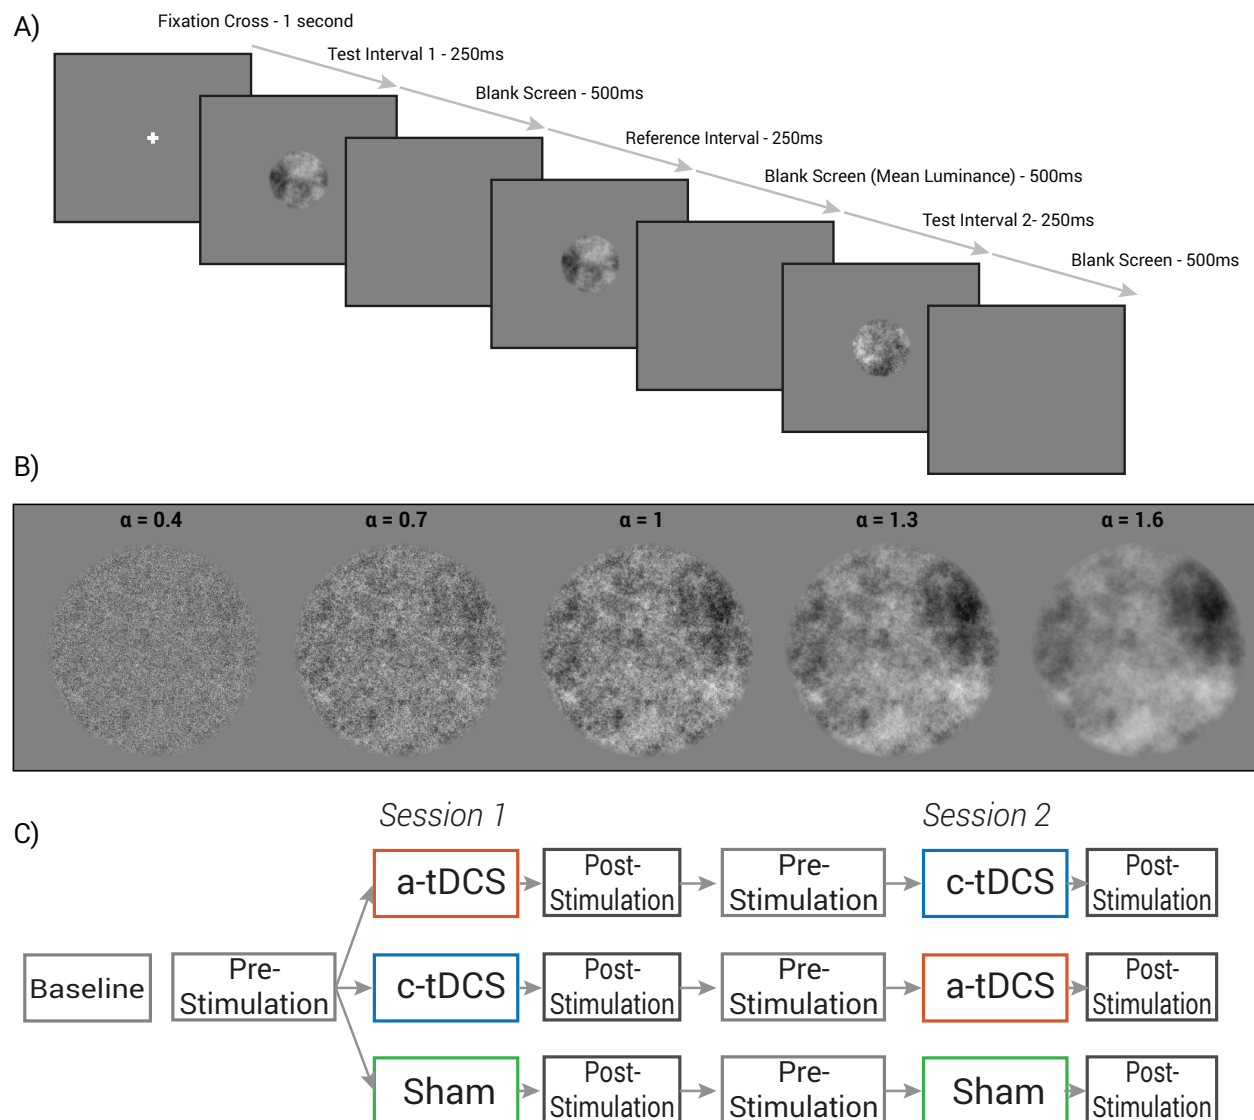 A)
Fixation Cross - 1 second
Test Interval 1 - 250ms
Blank Screen - 500ms
Reference Interval - 250ms
Blank Screen (Mean Luminance) - 500ms
Test Interval 2- 250ms
Blank Screen - 500ms
B)
α = 0.4
α = 0.7
α = 1
α = 1.3
α = 1.6
C)
Session 1
Session 2
a-tDCS
Post-
Stimulation
Pre-
Stimulation
c-tDCS
Post-
Stimulation
Baseline
Pre-
Stimulation
c-tDCS
Post-
Stimulation
Pre-
Stimulation
a-tDCS
Post-
Stimulation
Sham
Post-
Stimulation
Pre-
Stimulation
Sham
Post-
Stimulation